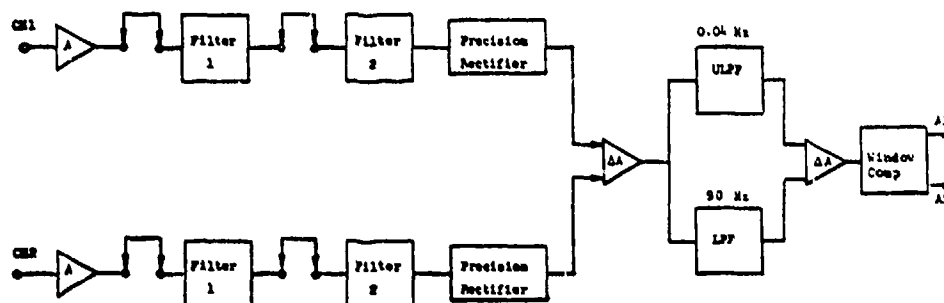 CH1
A
Filter
1
Filter
2
Precision
Rectifier
0.04 Hz
ULPF
ΔA
ΔA
Window
Comp
90 Hz
LPF
CH2
A
Filter
1
Filter
2
Precision
Rectifier